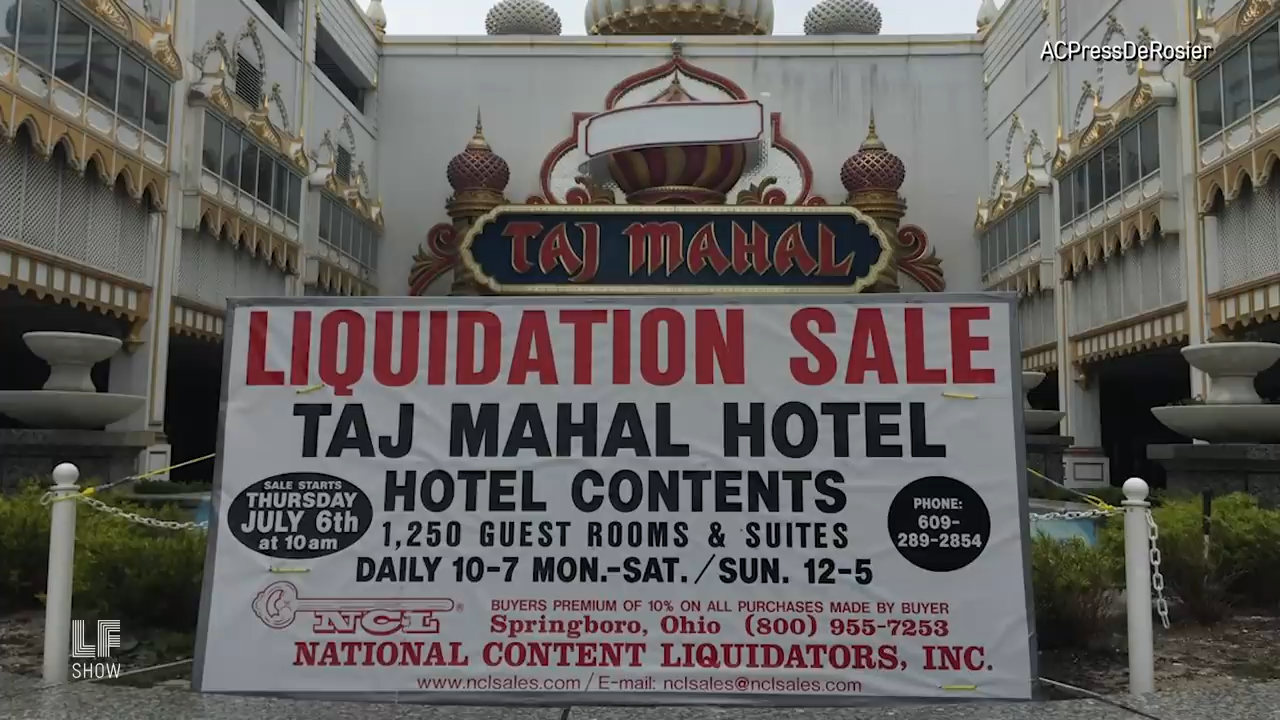 ACPressDeRosier
TAJ MAHAL
LIQUIDATION SALE
TAJ MAHAL HOTEL
HOTEL CONTENTS
1,250 GUEST ROOMS & SUITES
DAILY 10-7 MON.-SAT./SUN. 12-5
SALE STARTS
THURSDAY
JULY 6th
at 10am
PHONE:
609-
289-2854
NCL®
BUYERS PREMIUM OF 10% ON ALL PURCHASES MADE BY BUYER
Springboro, Ohio (800) 955-7253
NATIONAL CONTENT LIQUIDATORS, INC.
www.nclsales.com/E-mail: nclsales@nclsales.com
LF
SHOW